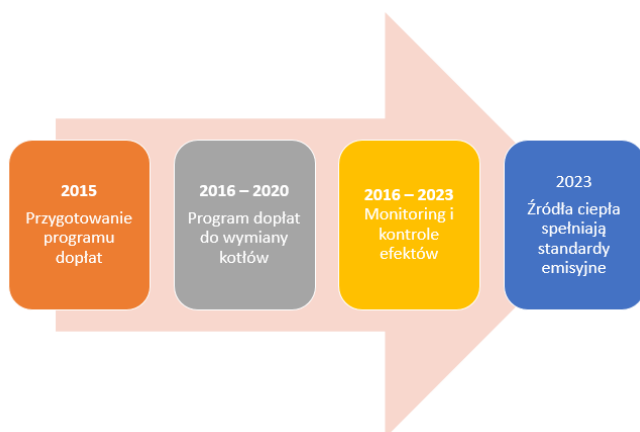 2015
Przygotowanie
programu
dopłat
2016 – 2020
Program dopłat
do wymiany
kotłów
2016 – 2023
Monitoring i
kontrole
efektów
2023
Źródła ciepła
spełniają
standardy
emisyjne